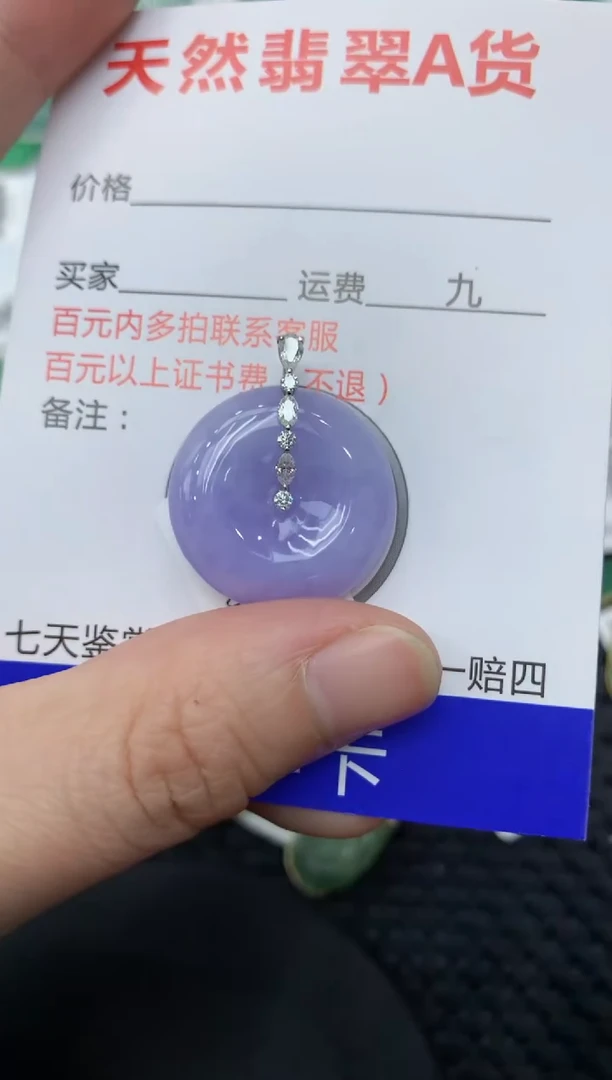 天然翡翠A货
价格
买家 运费 九
百元内多拍联系客服
百元以上证书费 不退）
备注：
七天鉴赏 一赔四
卡